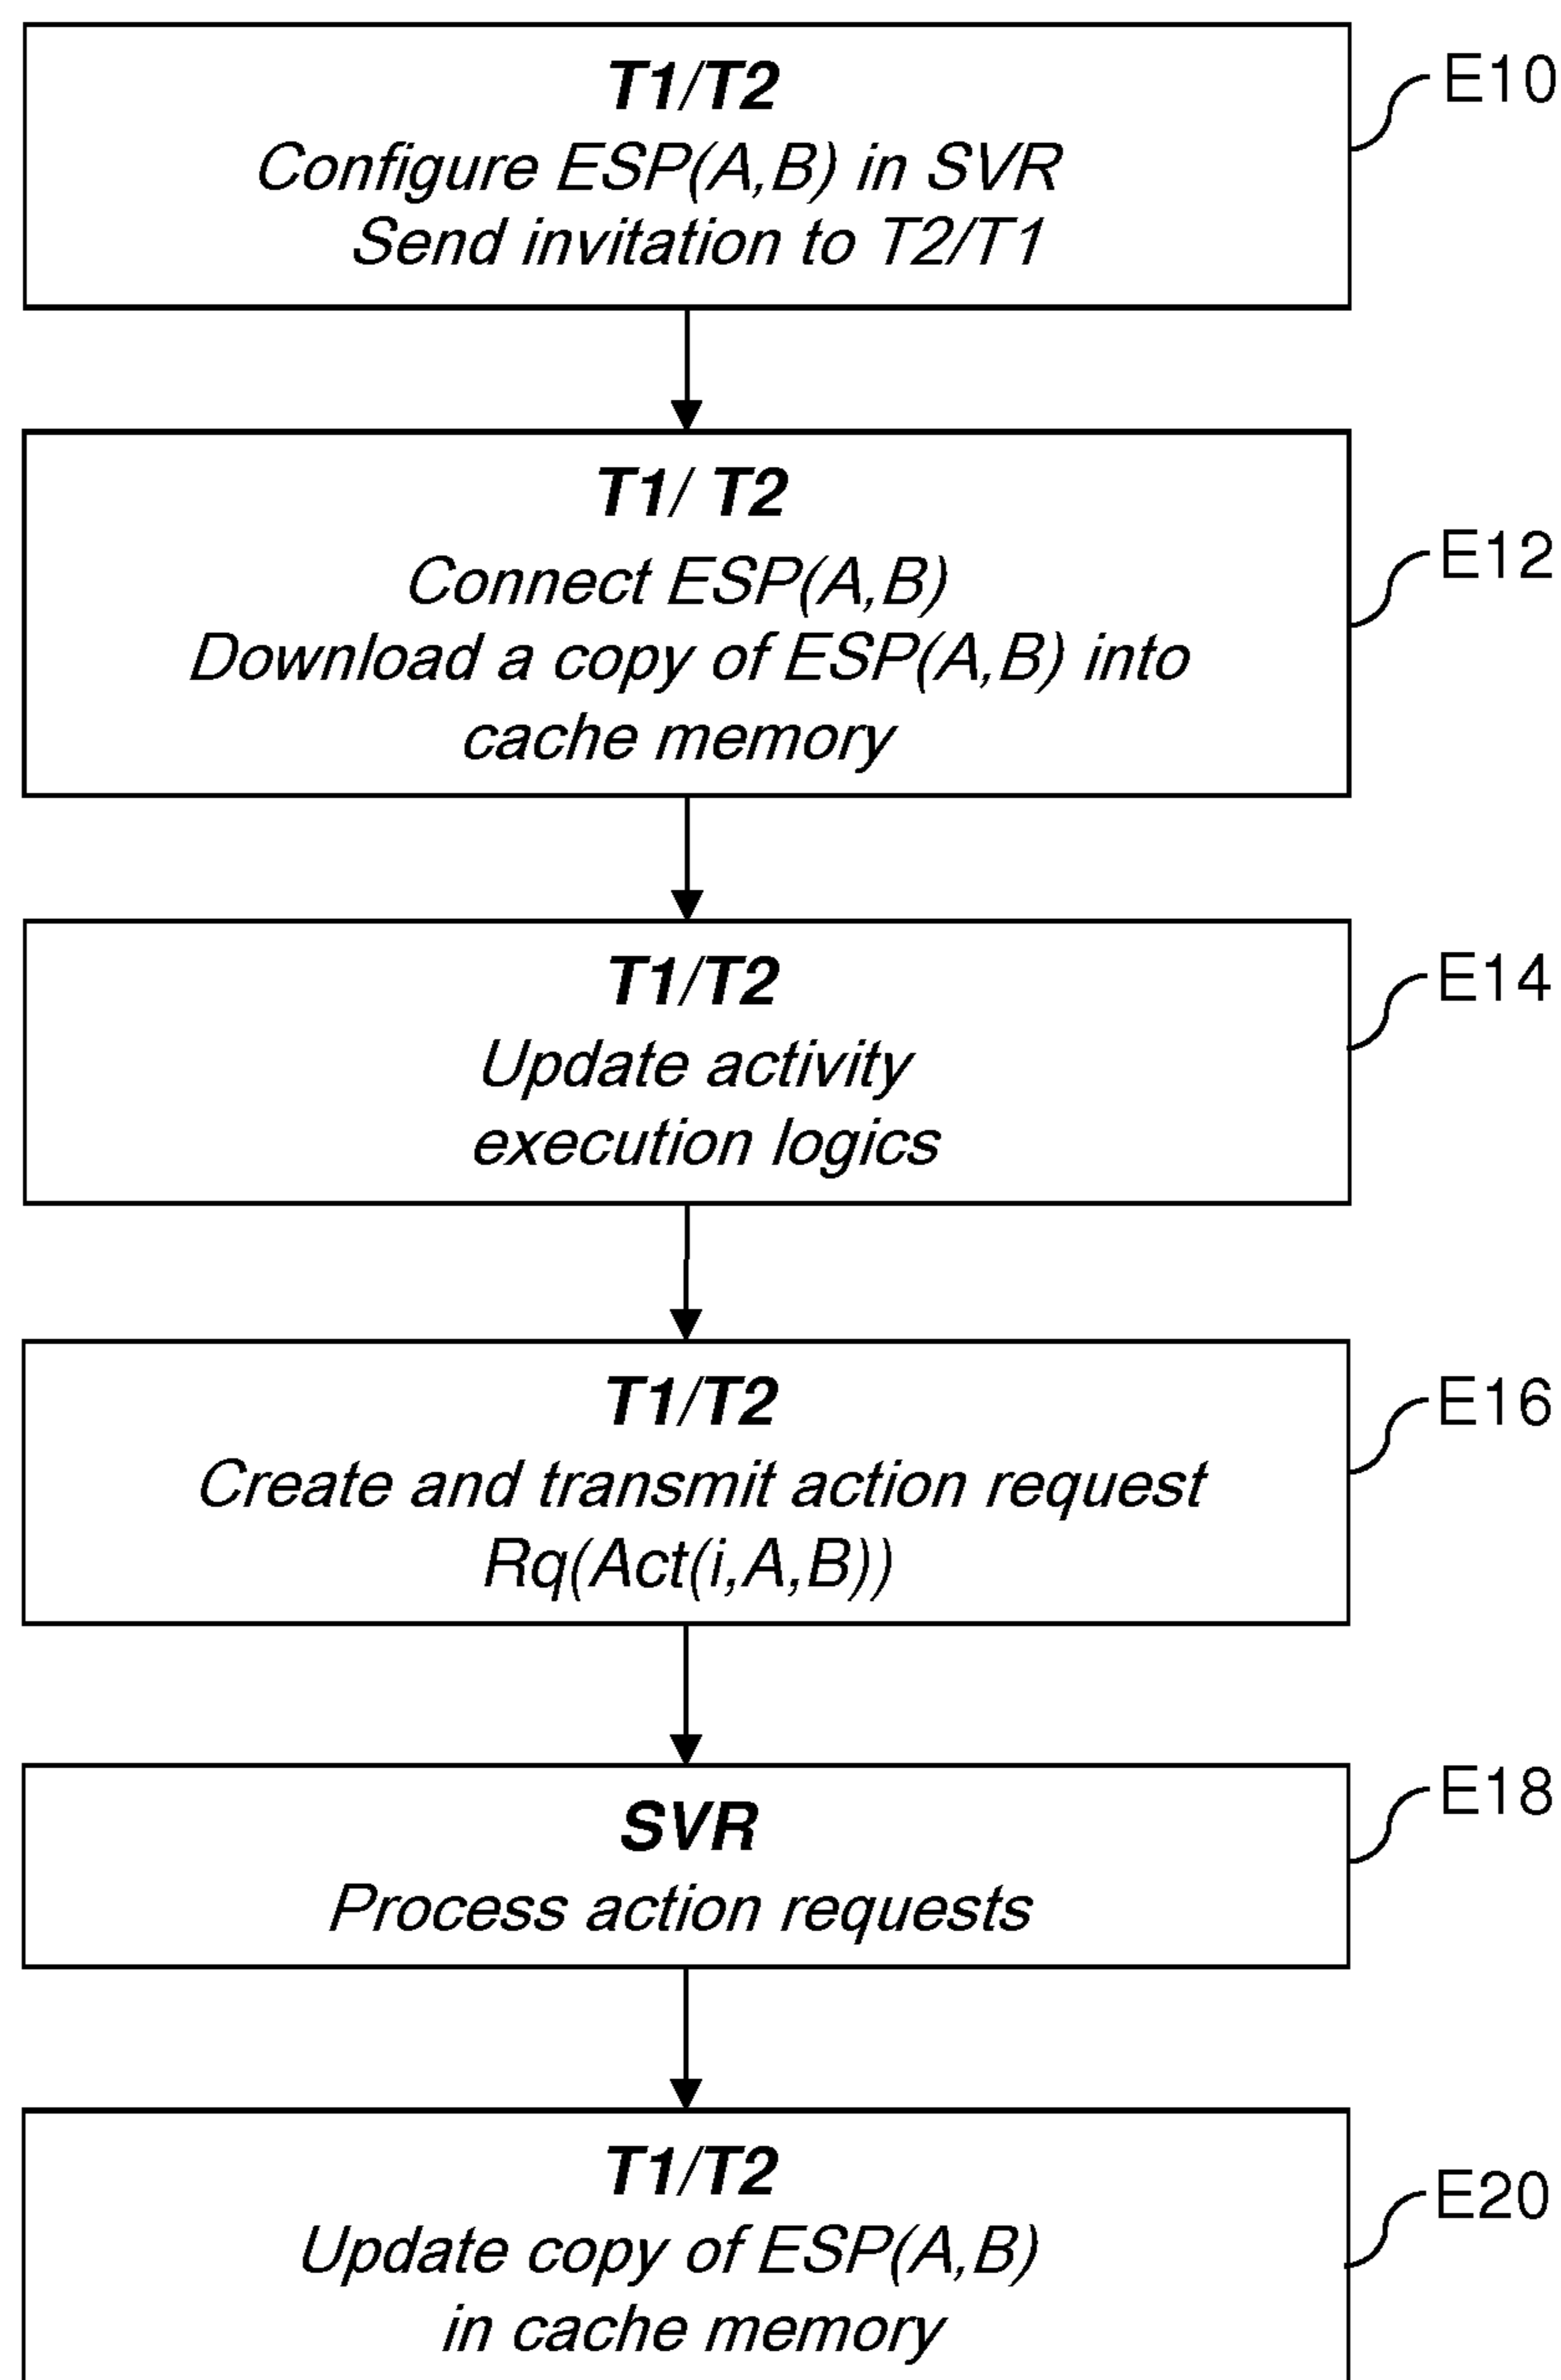 T1/T2
Configure ESP(A,B) in SVR
Send invitation to T2/T1
E10
T1/ T2
Connect ESP(A,B)
Download a copy of ESP(A,B) into
cache memory
E12
T1/T2
Update activity
execution logics
E14
T1/T2
Create and transmit action request
Rq(Act(i,A,B))
E16
SVR
Process action requests
E18
T1/T2
Update copy of ESP(A,B)
in cache memory
E20